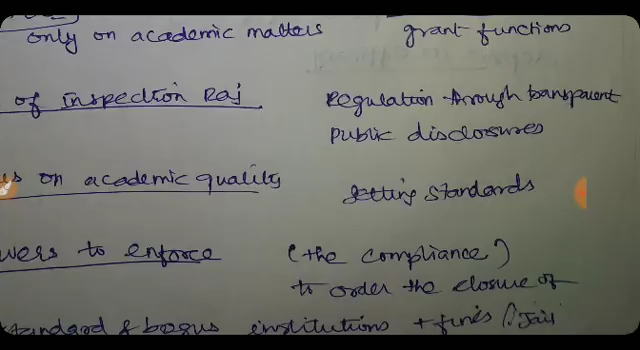 only on academic matters grant functions
of Inspection Raj Regulation through transparent
public disclosures
on academic quality setting standards
wers to enforce (the compliance)
to order the closure of
standard & bogus institutions + fines